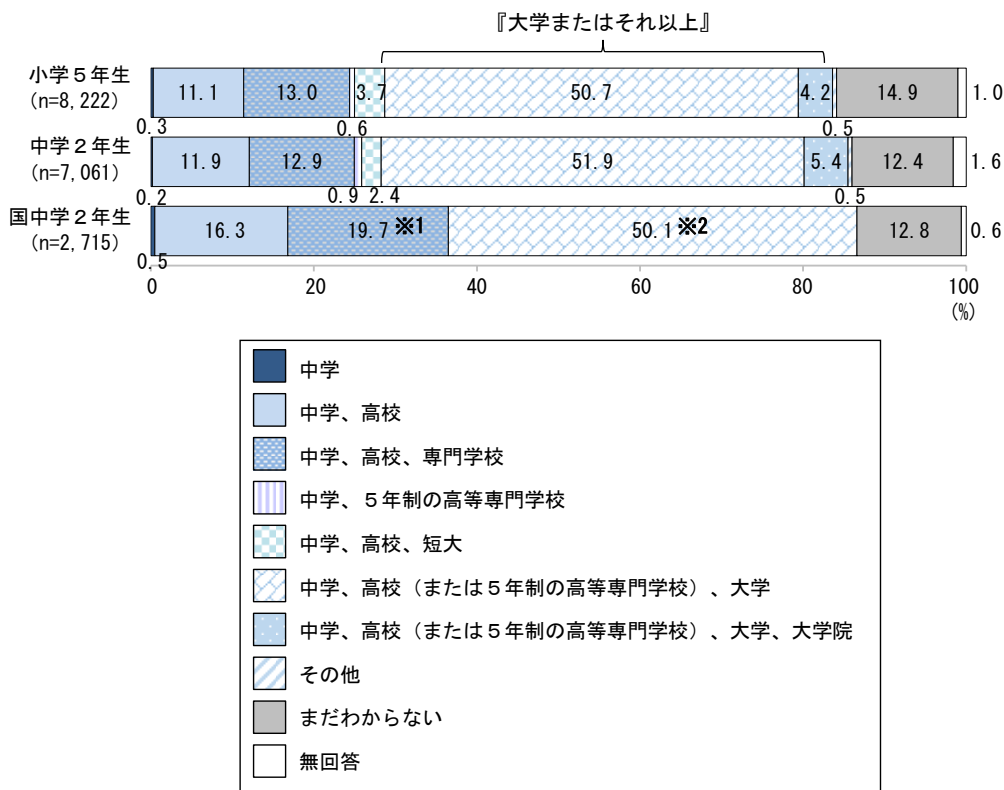 『大学またはそれ以上』
小学５年生
(n=8,222)
11.1 13.0 3.7 50.7 4.2 14.9 1.0
0.3 0.6 0.5
中学２年生
(n=7,061)
11.9 12.9 51.9 5.4 12.4 1.6
0.2 0.9 2.4 0.5
国中学２年生
(n=2,715)
16.3 19.7 ※1 50.1 ※2 12.8 0.6
0.5
0 20 40 60 80 100
(%)
中学
中学、高校
中学、高校、専門学校
中学、５年制の高等専門学校
中学、高校、短大
中学、高校（または５年制の高等専門学校）、大学
中学、高校（または５年制の高等専門学校）、大学、大学院
その他
まだわからない
無回答